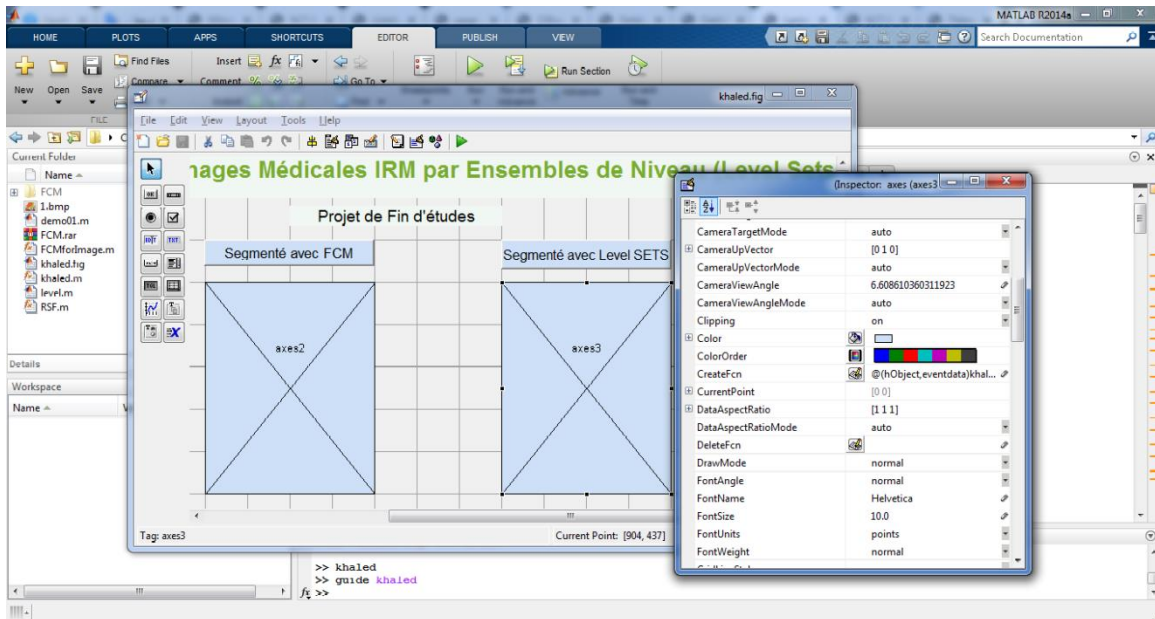 MATLAB R2014a
HOME PLOTS APPS SHORTCUTS EDITOR PUBLISH VIEW
Search Documentation
Find Files Insert fx
Compare Comment Go To
Run Section
New Open Save
FILE
Current Folder
Name
FCM
1.bmp
demo01.m
FCM.rar
FCMforImage.m
khaled.fig
khaled.m
level.m
RSF.m
Details
Workspace
Name
khaled.fig
File Edit View Layout Tools Help
mages Médicales IRM par Ensembles de Niveau (Level Sets
Projet de Fin d'études
Segmenté avec FCM
Segmenté avec Level SETS
axes2
axes3
Tag: axes3
Current Point: [904, 437]
(Inspector: axes (axes3
CameraTargetMode auto
CameraUpVector [0 1 0]
CameraUpVectorMode auto
CameraViewAngle 6.608610360311923
CameraViewAngleMode auto
Clipping on
Color
ColorOrder
CreateFcn @(hObject,eventdata)khal...
CurrentPoint [0 0]
DataAspectRatio [1 1 1]
DataAspectRatioMode auto
DeleteFcn
DrawMode normal
FontAngle normal
FontName Helvetica
FontSize 10.0
FontUnits points
FontWeight normal
>> khaled
>> guide khaled
fx >>